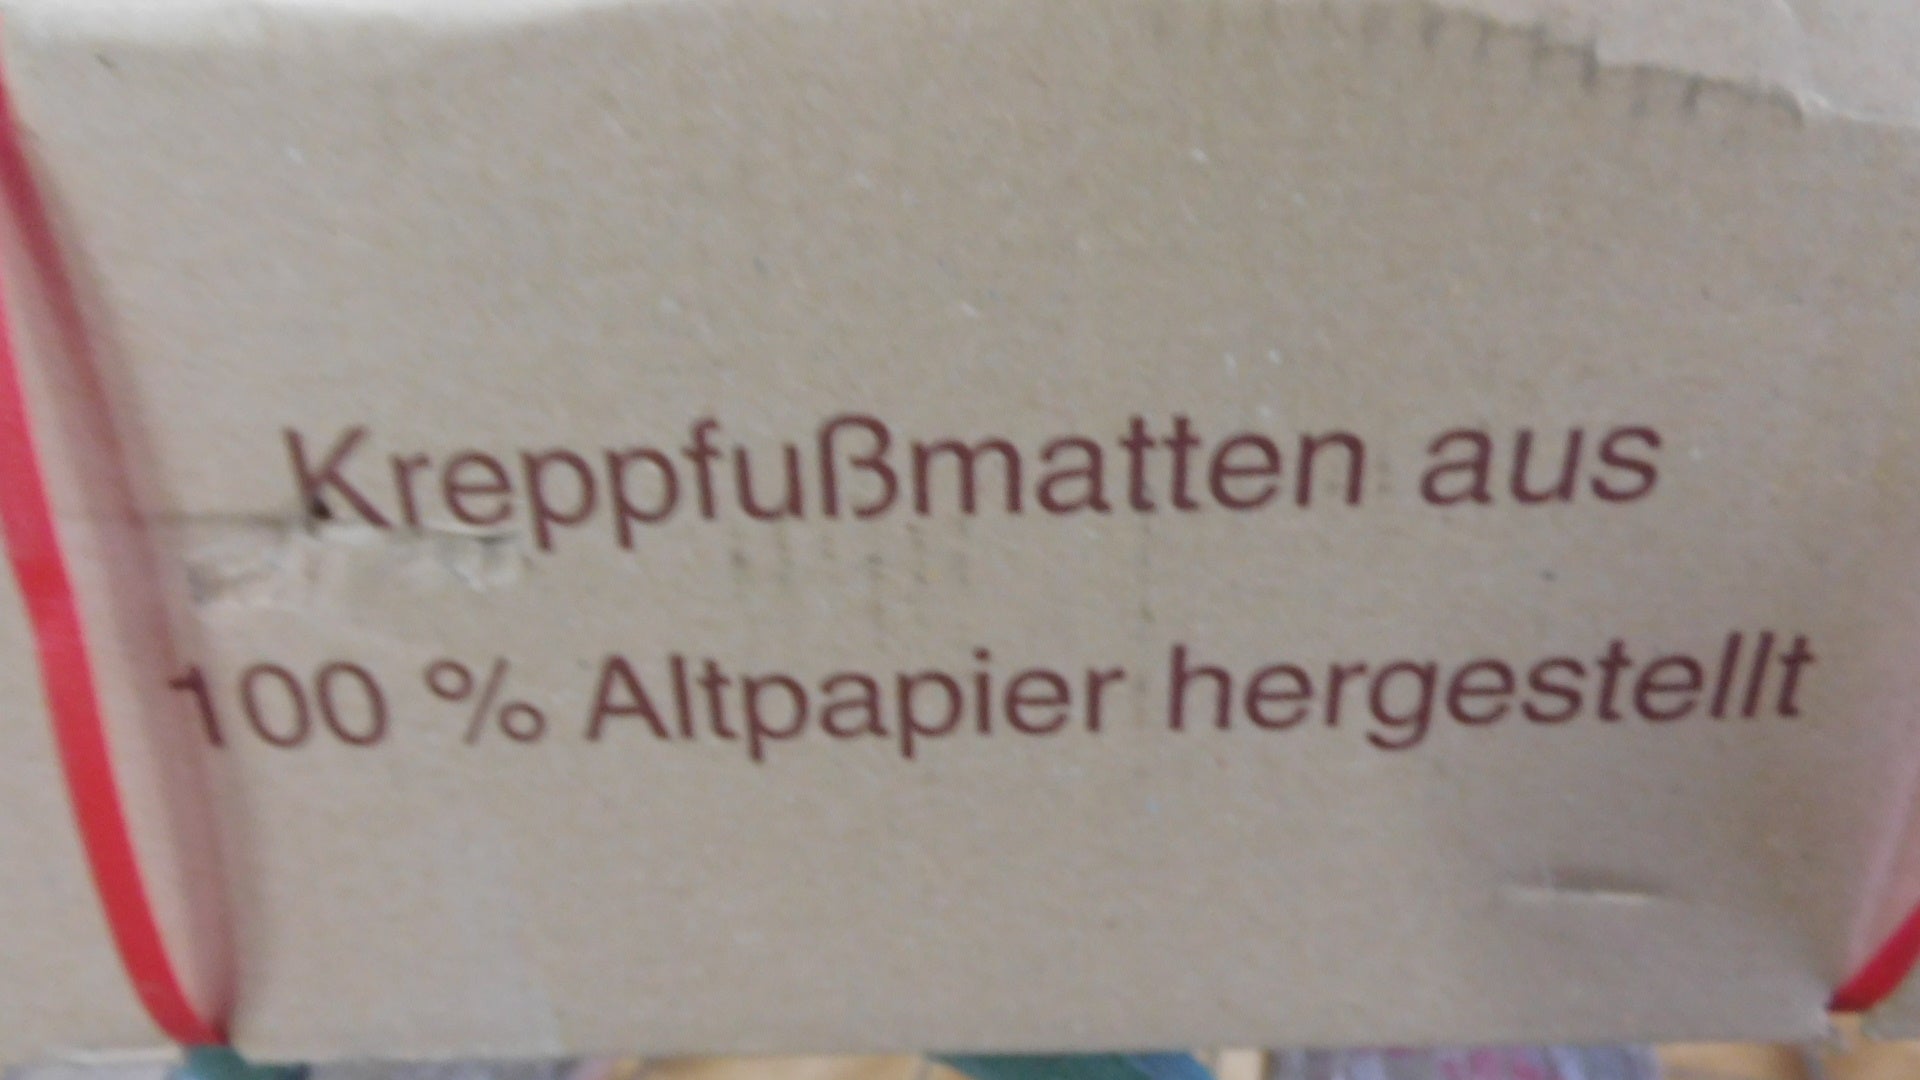 Kreppfußmatten aus
100 % Altpapier hergestellt